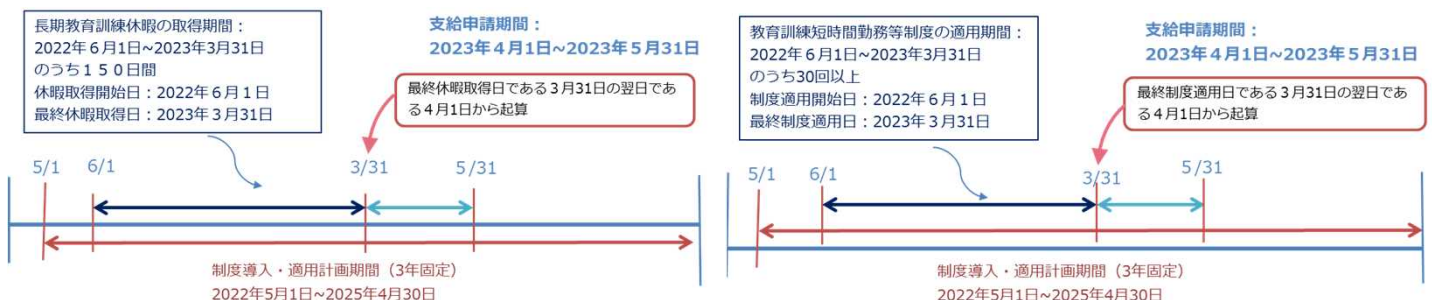 長期教育訓練休暇の取得期間：
2022年６月1日~2023年3月31日
のうち１５０日間
休暇取得開始日：2022年６月１日
最終休暇取得日：2023年３月31日
支給申請期間：
2023年４月1日~2023年５月31日
最終休暇取得日である３月31日の翌日であ
る４月1日から起算
5/1
6/1
3/31
5/31
制度導入・適用計画期間（3年固定）
2022年5月1日~2025年４月30日
教育訓練短時間勤務等制度の適用期間：
2022年６月1日~2023年3月31日
のうち30回以上
制度適用開始日：2022年６月１日
最終制度適用日：2023年３月31日
支給申請期間：
2023年４月1日~2023年５月31日
最終制度適用日である３月31日の翌日であ
る４月1日から起算
5/1
6/1
3/31
5/31
制度導入・適用計画期間（3年固定）
2022年5月1日~2025年４月30日